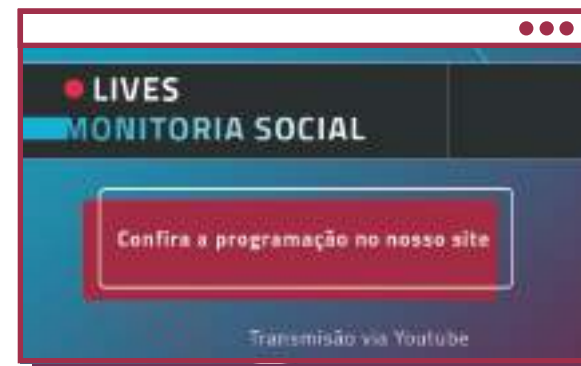 LIVES
MONITORIA SOCIAL
Confira a programação no nosso site
Transmisão via Youtube